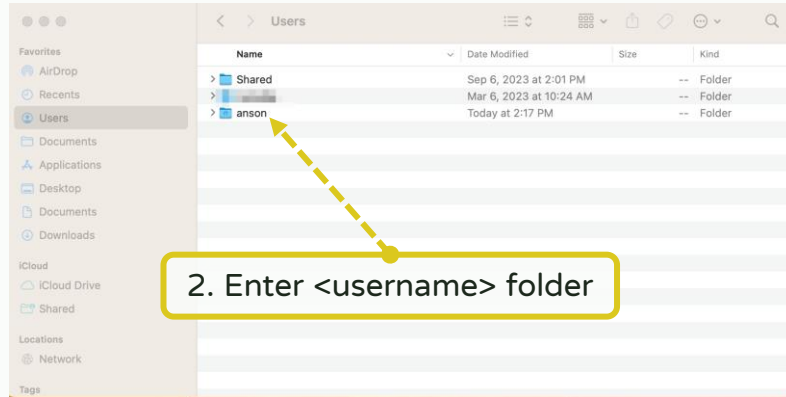 Users
Favorites
AirDrop
Recents
Users
Documents
Applications
Desktop
Documents
Downloads
iCloud
iCloud Drive
Shared
Locations
Network
Tags
Name Date Modified Size Kind
Shared Sep 6, 2023 at 2:01 PM -- Folder
Mar 6, 2023 at 10:24 AM -- Folder
anson Today at 2:17 PM -- Folder
2. Enter <username> folder